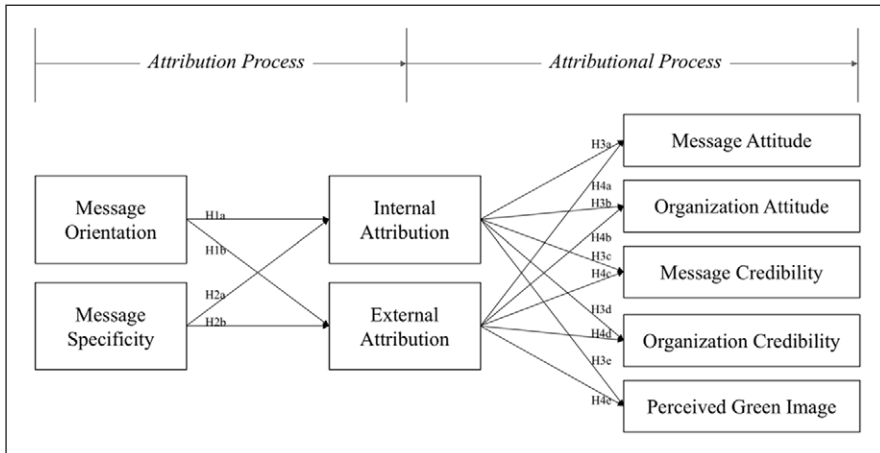 Attribution Process
Attributional Process
Message
Orientation
Message
Specificity
H1a
H1b
H2a
H2b
Internal
Attribution
External
Attribution
H3a
H4a
H3b
H4b
H3c
H4c
H3d
H4d
H3e
H4e
Message Attitude
Organization Attitude
Message Credibility
Organization Credibility
Perceived Green Image